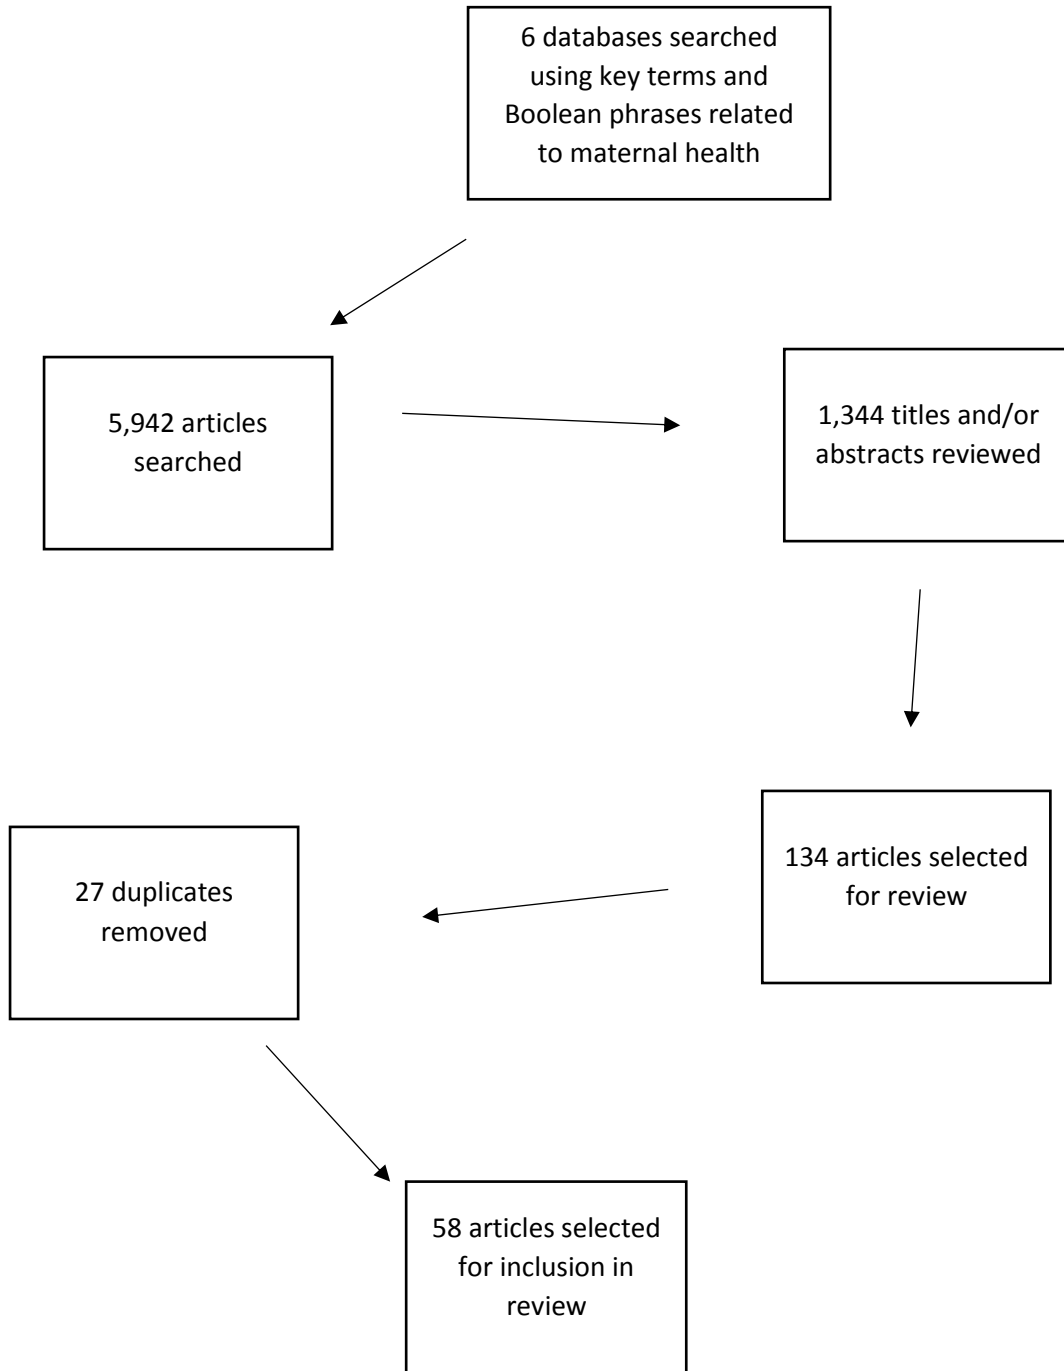 6 databases searched
using key terms and
Boolean phrases related
to maternal health
5,942 articles
searched
1,344 titles and/or
abstracts reviewed
134 articles selected
for review
27 duplicates
removed
58 articles selected
for inclusion in
review